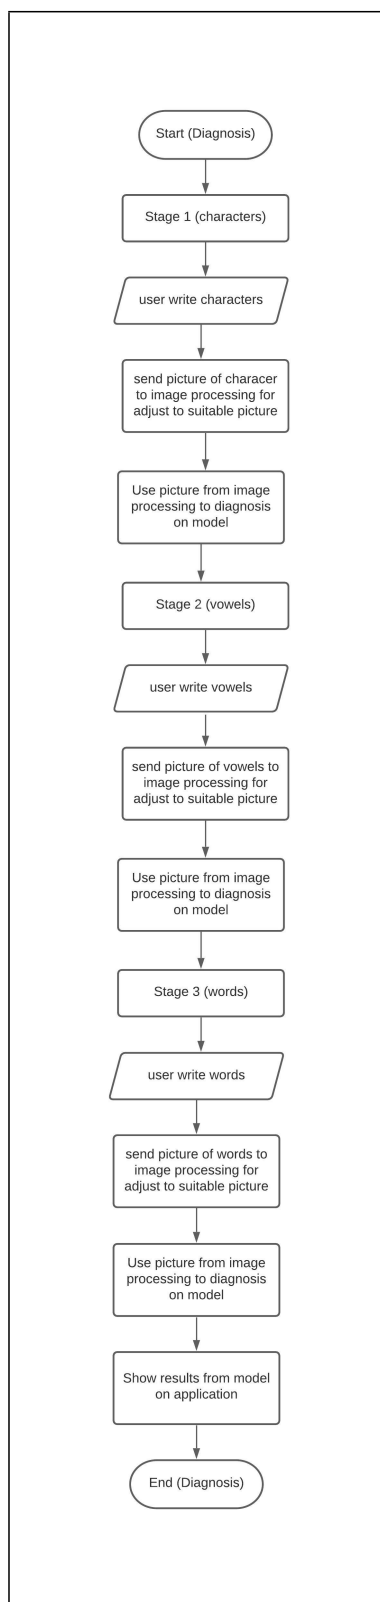 Start (Diagnosis)
Stage 1 (characters)
user write characters
send picture of characer
to image processing for
adjust to suitable picture
Use picture from image
processing to diagnosis
on model
Stage 2 (vowels)
user write vowels
send picture of vowels to
image processing for
adjust to suitable picture
Use picture from image
processing to diagnosis
on model
Stage 3 (words)
user write words
send picture of words to
image processing for
adjust to suitable picture
Use picture from image
processing to diagnosis
on model
Show results from model
on application
End (Diagnosis)